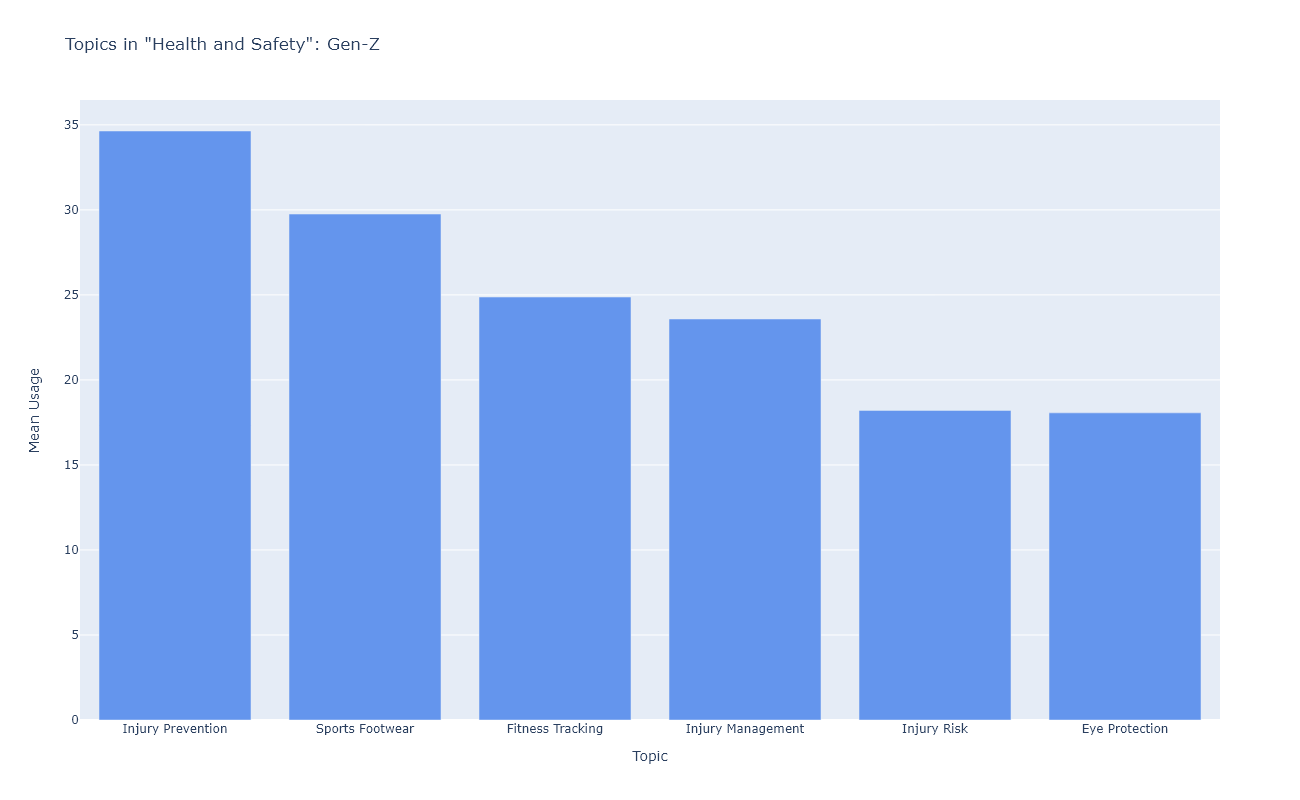 Topics in "Health and Safety": Gen-Z
35
30
25
20
15
10
5
0
Mean Usage
Injury Prevention
Sports Footwear
Fitness Tracking
Injury Management
Injury Risk
Eye Protection
Topic